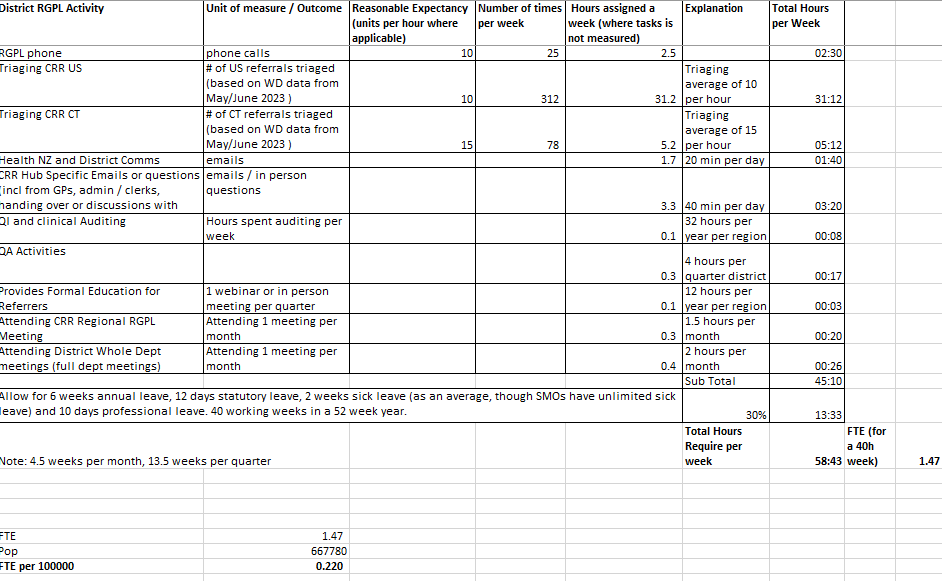 District RGPL Activity Unit of measure / Outcome Reasonable Expectancy Number of times Hours assigned a Explanation Total Hours
(units per hour where per week week (where tasks is per Week
applicable) not measured)
RGPL phone phone calls 10 25 2.5 02:30
Triaging CRR US # of US referrals triaged Triaging
(based on WD data from average of 10
May/June 2023 ) 10 312 31.2 per hour 31:12
Triaging CRR CT # of CT referrals triaged Triaging
(based on WD data from average of 15
May/June 2023 ) 15 78 5.2 per hour 05:12
Health NZ and District Comms emails 1.7 20 min per day 01:40
CRR Hub Specific Emails or questions emails / in person
(incl from GPs, admin / clerks, questions
handing over or discussions with 3.3 40 min per day 03:20
QI and clinical Auditing Hours spent auditing per 32 hours per
week 0.1 year per region 00:08
QA Activities
4 hours per
0.3 quarter district 00:17
Provides Formal Education for 1 webinar or in person 12 hours per
Referrers meeting per quarter 0.1 year per region 00:03
Attending CRR Regional RGPL Attending 1 meeting per 1.5 hours per
Meeting month 0.3 month 00:20
Attending District Whole Dept Attending 1 meeting per 2 hours per
meetings (full dept meetings) month 0.4 month 00:26
Sub Total 45:10
Allow for 6 weeks annual leave, 12 days statutory leave, 2 weeks sick leave (as an average, though SMOs have unlimited sick
leave) and 10 days professional leave. 40 working weeks in a 52 week year. 30% 13:33
Total Hours FTE (for
Require per a 40h
Note: 4.5 weeks per month, 13.5 weeks per quarter week 58:43 week) 1.47
FTE 1.47
Pop 667780
FTE per 100000 0.220